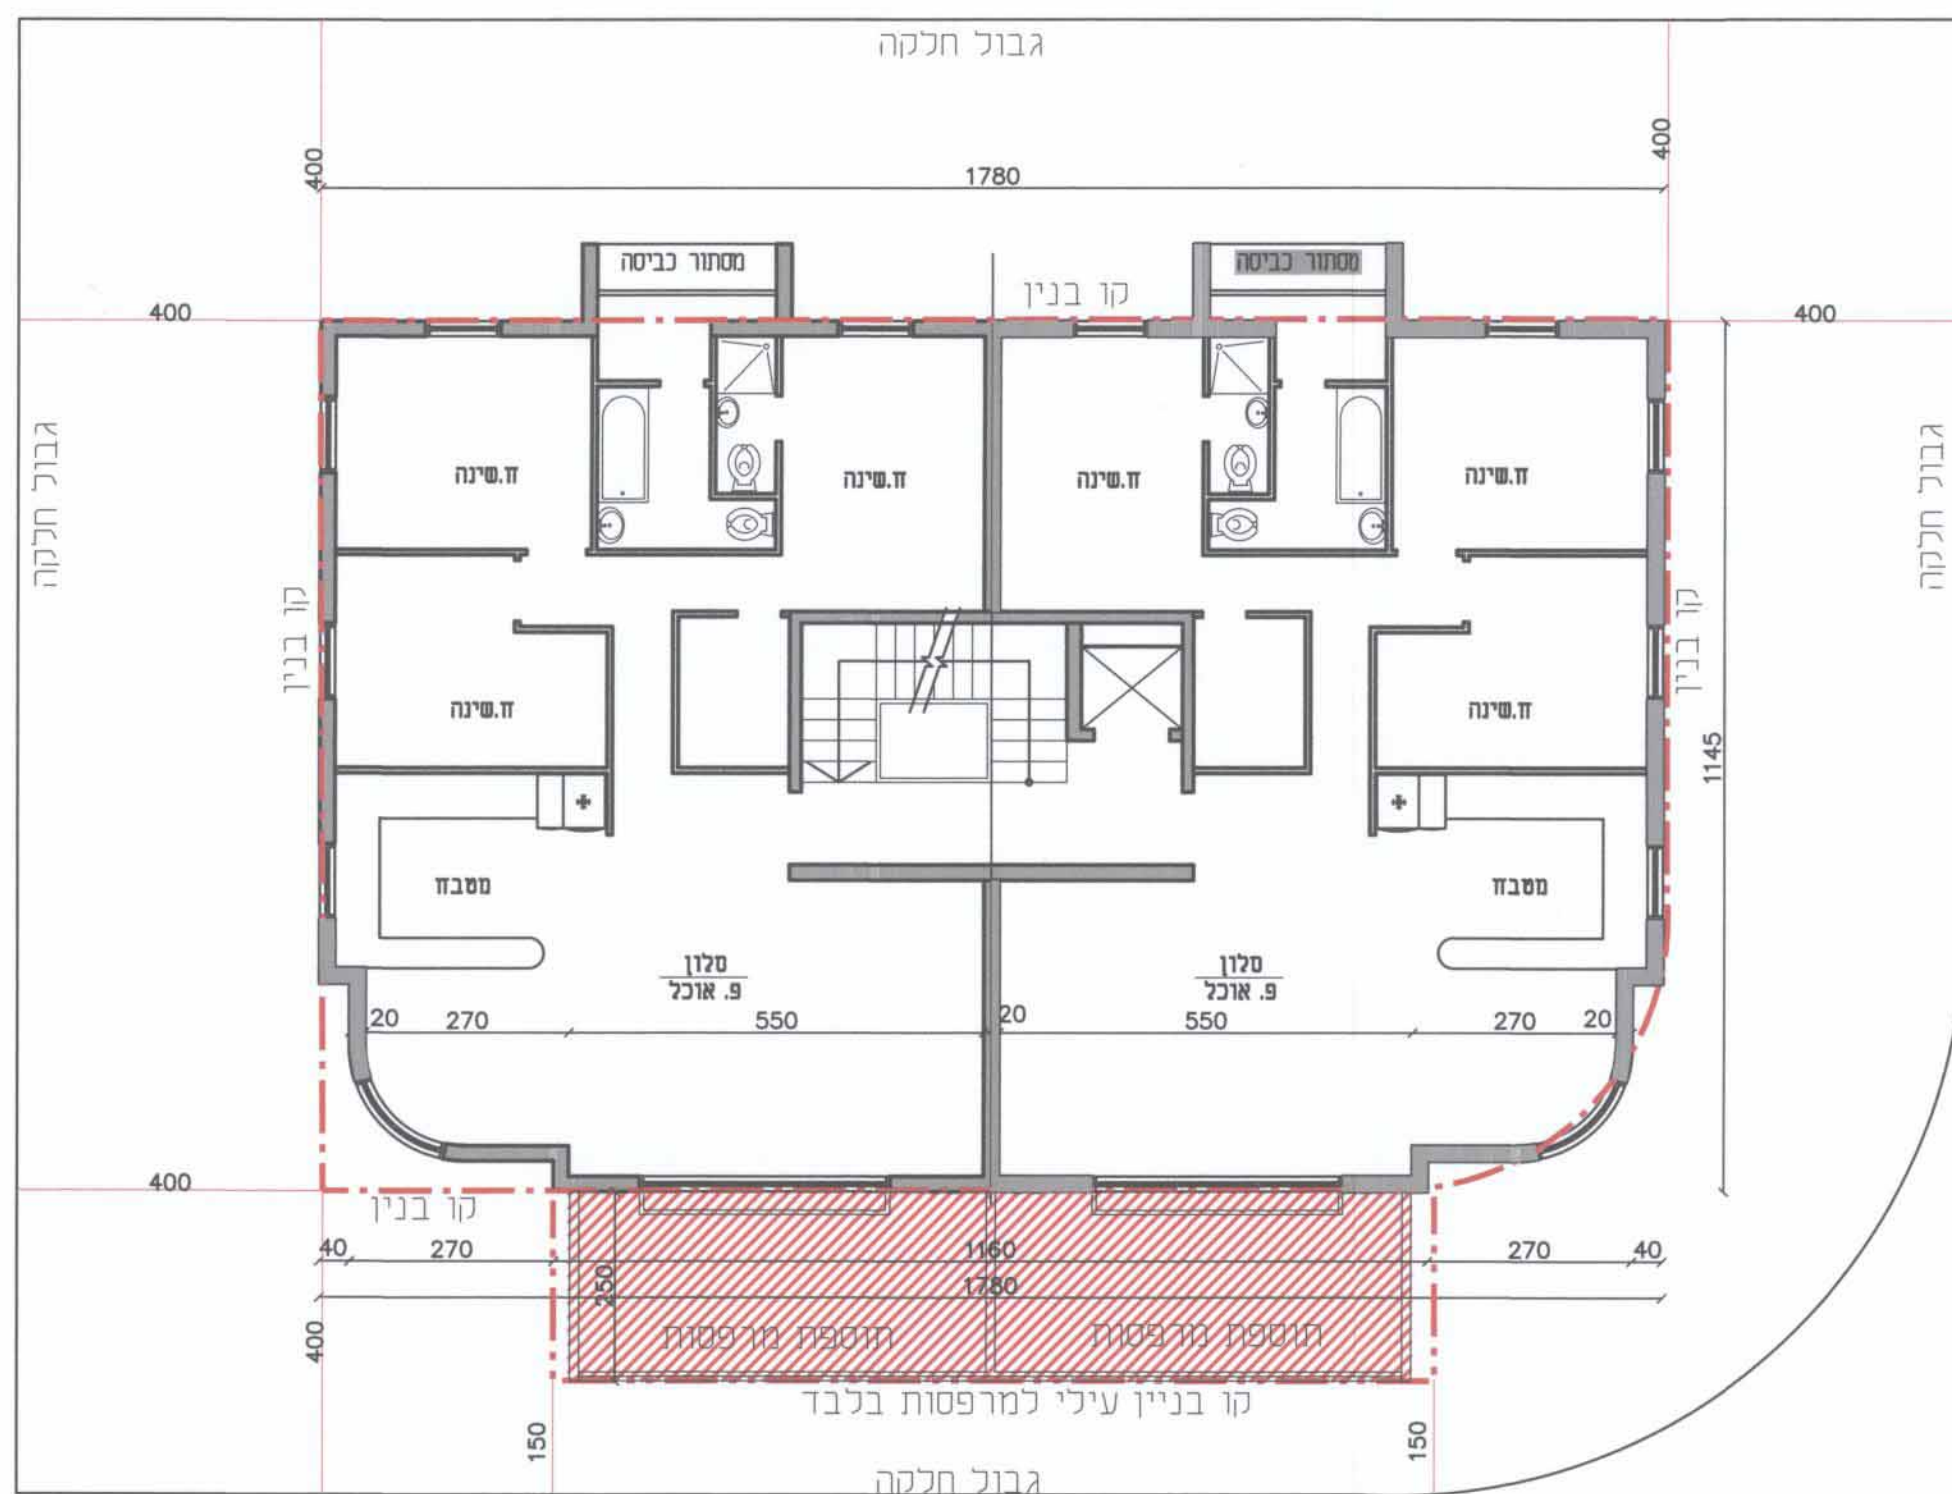 גבול חלקה
400
400
1780
מסתור כביסה
מסתור כביסה
קו בנין
400
400
גבול חלקה
גבול חלקה
ח.שינה
ח.שינה
ח.שינה
ח.שינה
קו בנין
קו בנין
ח.שינה
ח.שינה
1145
מטבח
מטבח
סלון
פ. אוכל
סלון
פ. אוכל
20 270 550 20 550 270 20
400
קו בנין
40 270 1160 270 40
250
1780
400
תוספת מרפסות
תוספת מרפסות
קו בניין עילי למרפסות בלבד
150
150
גבול חלקה